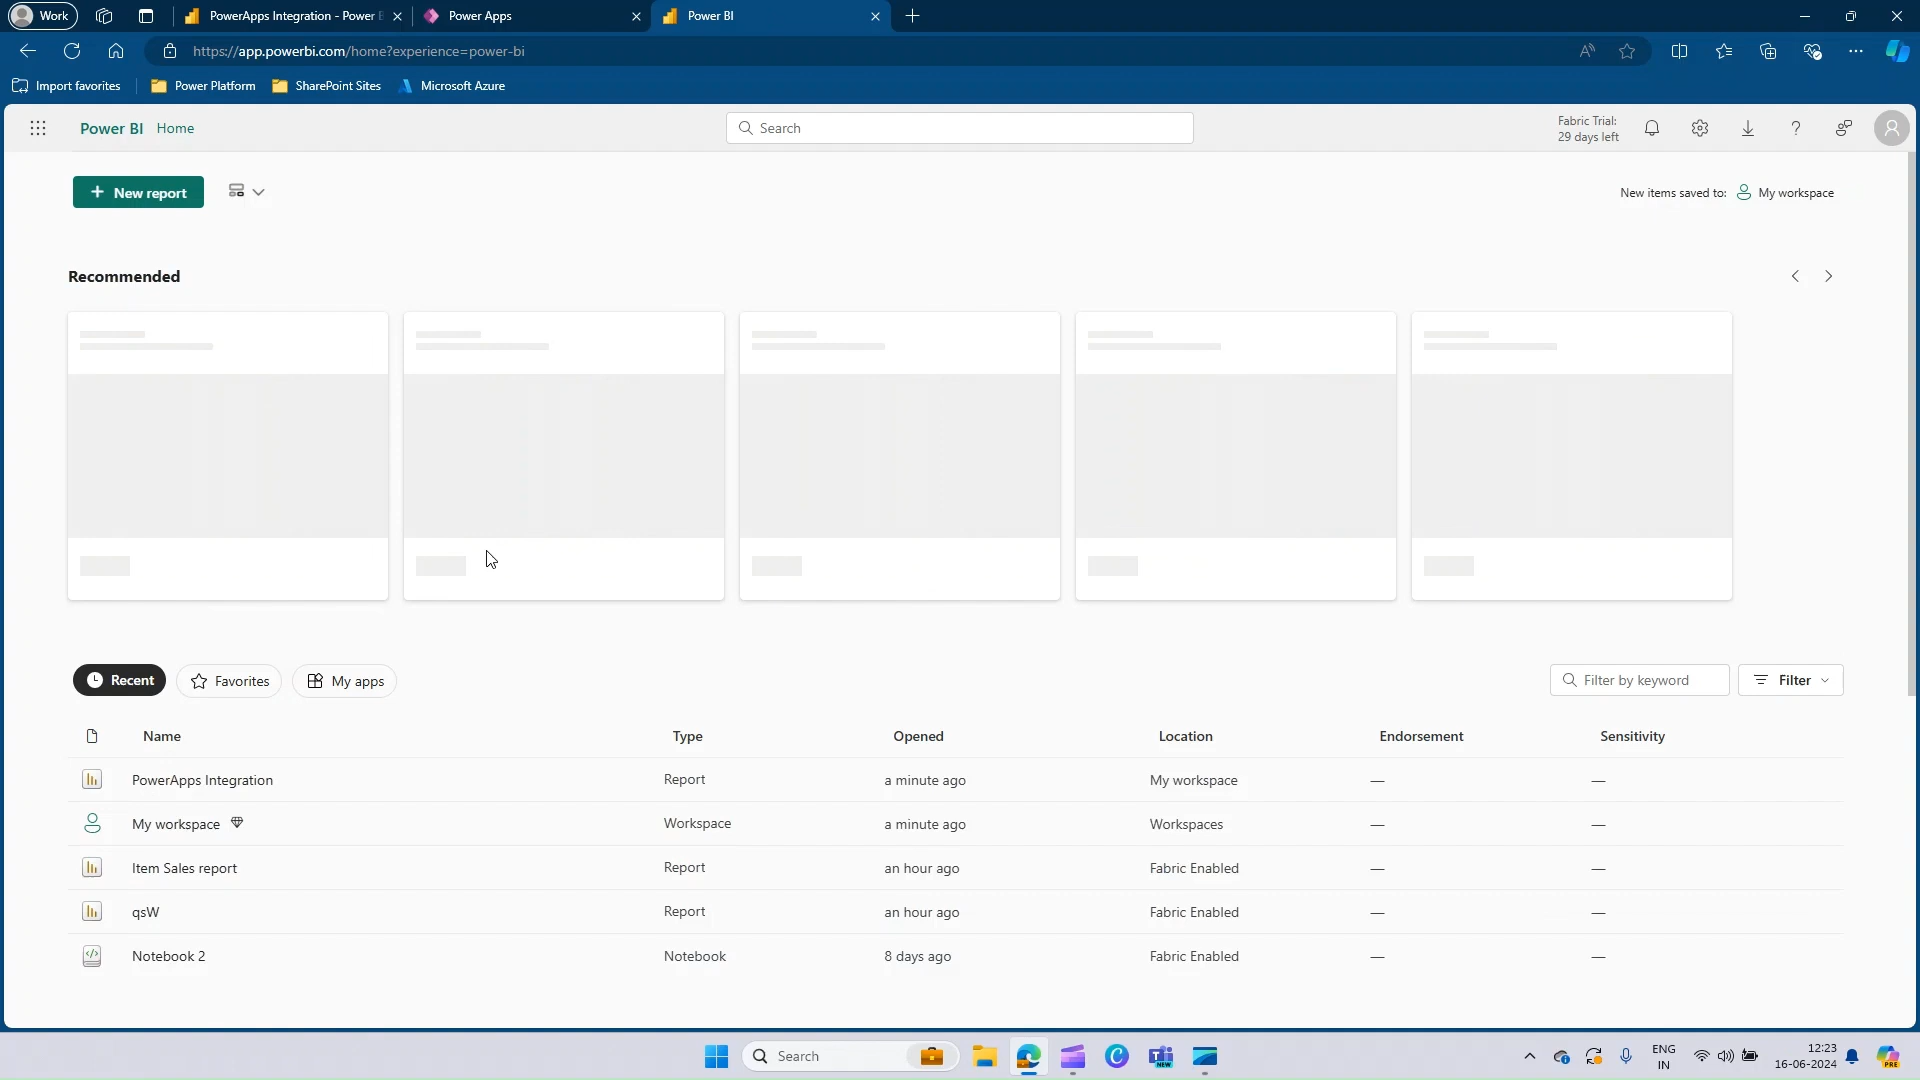 Work
PowerApps Integration - Power B
Power Apps
Power BI
https://app.powerbi.com/home?experience=power-bi
Import favorites
Power Platform
SharePoint Sites
Microsoft Azure
Power BI Home
Search
Fabric Trial:
29 days left
New report
New items saved to: My workspace
Recommended
Recent
Favorites
My apps
Filter by keyword
Filter
Name Type Opened Location Endorsement Sensitivity
PowerApps Integration Report a minute ago My workspace — —
My workspace Workspace a minute ago Workspaces — —
Item Sales report Report an hour ago Fabric Enabled — —
qsW Report an hour ago Fabric Enabled — —
Notebook 2 Notebook 8 days ago Fabric Enabled — —
Search
ENG
IN
12:23
16-06-2024